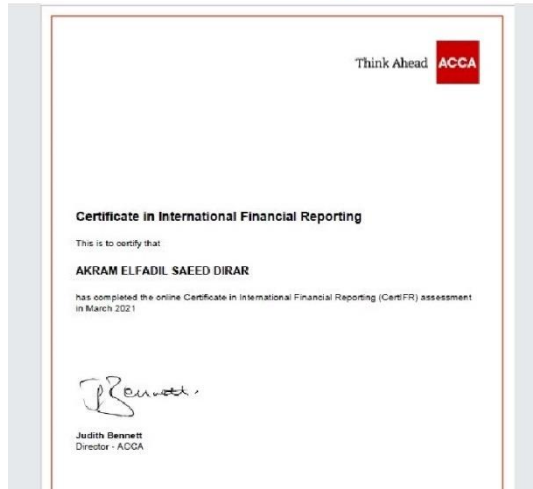 Think Ahead ACCA
Certificate in International Financial Reporting
This is to certify that
AKRAM ELFADIL SAEED DIRAR
has completed the online Certificate in International Financial Reporting (CertIFR) assessment
in March 2021
J Bennett.
Judith Bennett
Director - ACCA